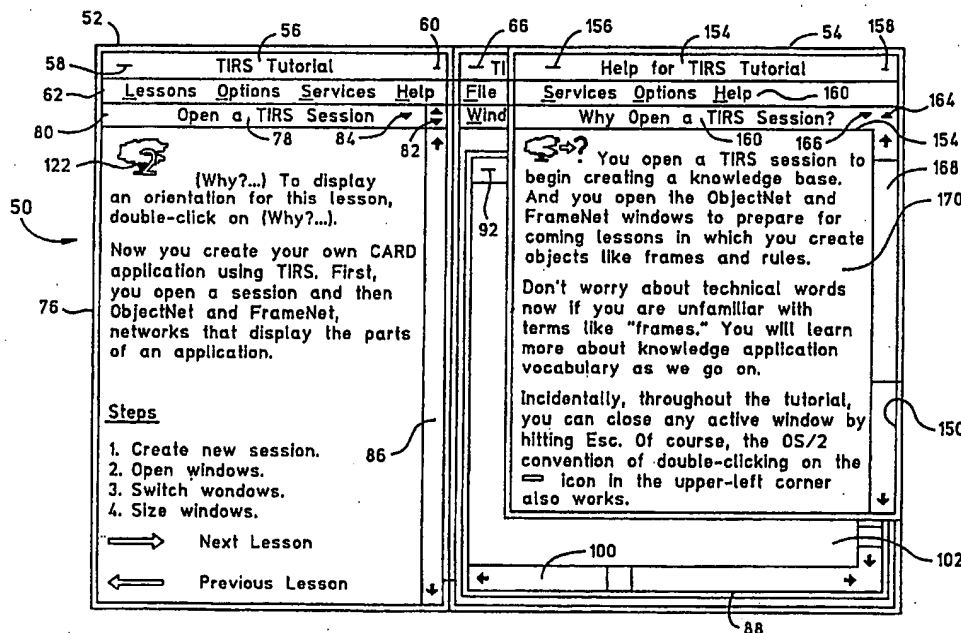 52
56
60
66
156
154
54
158
58
TIRS Tutorial
TI
Help for TIRS Tutorial
62
Lessons Options Services Help
File
Services Options Help
160
164
80
Open a TIRS Session
Wind
Why Open a TIRS Session?
78
84
82
160
166
154
122
2
(Why?...) To display
an orientation for this lesson,
double-click on (Why?...).
Now you create your own CARD
application using TIRS. First,
you open a session and then
ObjectNet and FrameNet,
networks that display the parts
of an application.
50
76
Steps
1. Create new session.
2. Open windows.
3. Switch wondows.
4. Size windows.
Next Lesson
Previous Lesson
86
92
? You open a TIRS session to
begin creating a knowledge base.
And you open the ObjectNet and
FrameNet windows to prepare for
coming lessons in which you create
objects like frames and rules.
Don't worry about technical words
now if you are unfamiliar with
terms like "frames." You will learn
more about knowledge application
vocabulary as we go on.
Incidentally, throughout the tutorial,
you can close any active window by
hitting Esc. Of course, the OS/2
convention of double-clicking on the
icon in the upper-left corner
also works.
168
170
150
100
102
88